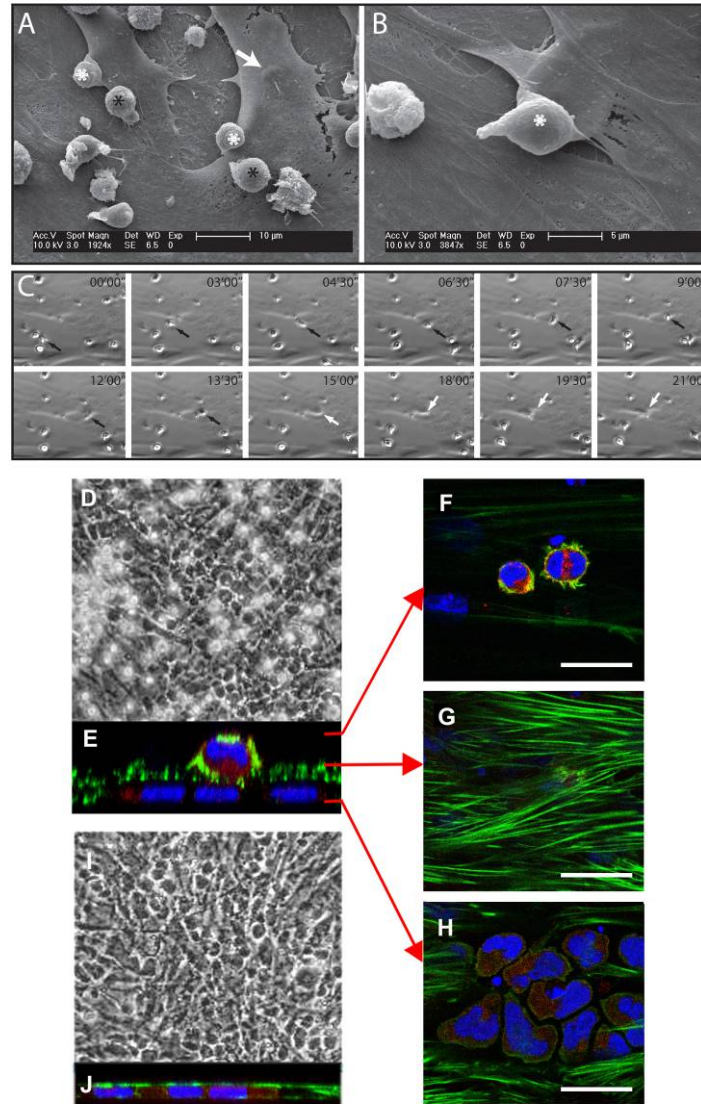 A
B
* * * * *
Acc.V Spot Magn Det WD Exp
10.0 kV 3.0 1924x SE 6.5 0
10 µm
Acc.V Spot Magn Det WD Exp
10.0 kV 3.0 3847x SE 6.5 0
5 µm
C
00'00" 03'00" 04'30" 06'30" 07'30" 9'00
12'00" 13'30" 15'00" 18'00" 19'30" 21'00
D
F
E
G
I
H
J